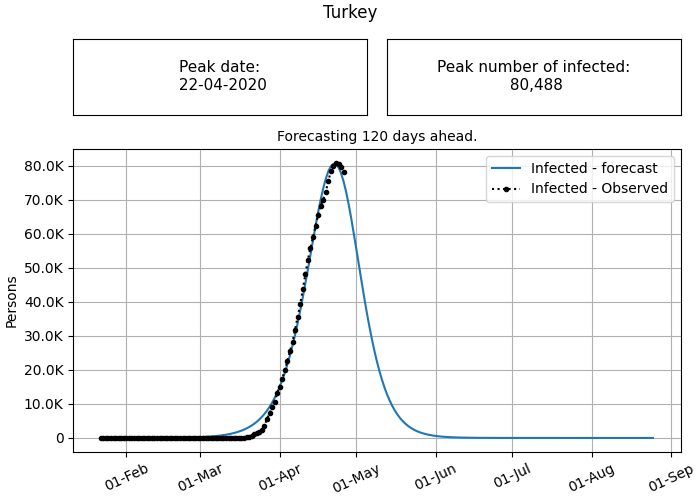 Turkey
Peak date:
22-04-2020
Peak number of infected:
80,488
Forecasting 120 days ahead.
Infected - forecast
Infected - Observed
Persons
80.0K
70.0K
60.0K
50.0K
40.0K
30.0K
20.0K
10.0K
0
01-Feb
01-Mar
01-Apr
01-May
01-Jun
01-Jul
01-Aug
01-Sep